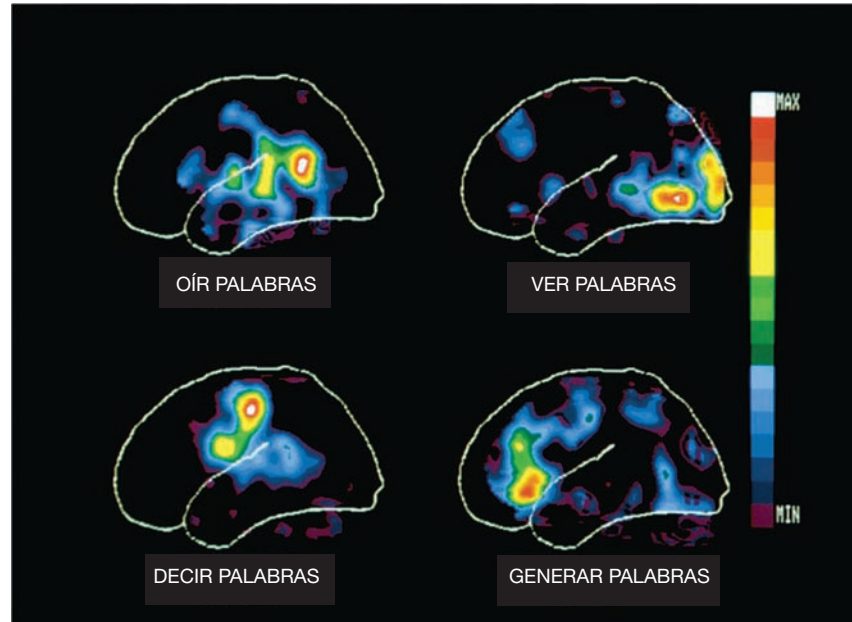 MAX
OÍR PALABRAS
VER PALABRAS
MIN
DECIR PALABRAS
GENERAR PALABRAS